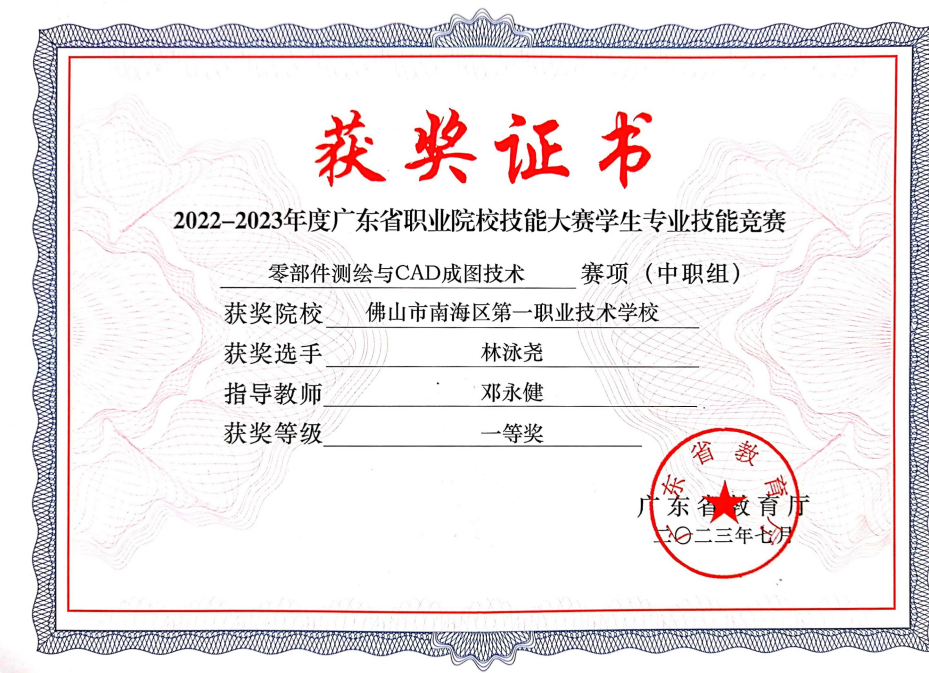 获奖证书
2022-2023年度广东省职业院校技能大赛学生专业技能竞赛
零部件测绘与CAD成图技术 赛项（中职组）
获奖院校 佛山市南海区第一职业技术学校
获奖选手 林泳尧
指导教师 邓永健
获奖等级 一等奖
广东省教育厅
广东省教育厅
二〇二三年七月